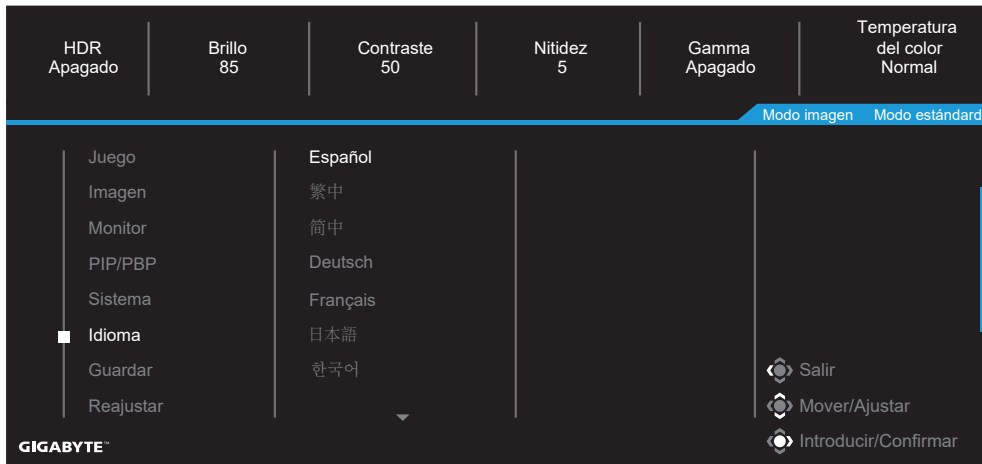 HDR
Apagado
Brillo
85
Contraste
50
Nitidez
5
Gamma
Apagado
Temperatura
del color
Normal
Modo imagen Modo estándard
Juego
Imagen
Monitor
PIP/PBP
Sistema
Idioma
Guardar
Reajustar
Español
繁中
简中
Deutsch
Français
日本語
한국어
Salir
Mover/Ajustar
Introducir/Confirmar
GIGABYTE™